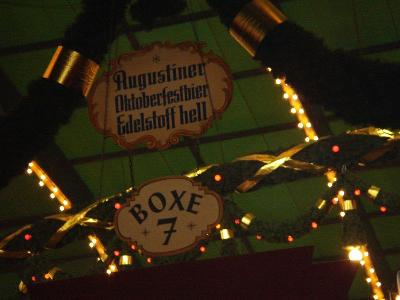 Augustiner
Oktoberfestbier
Edelstoff hell
BOXE
7